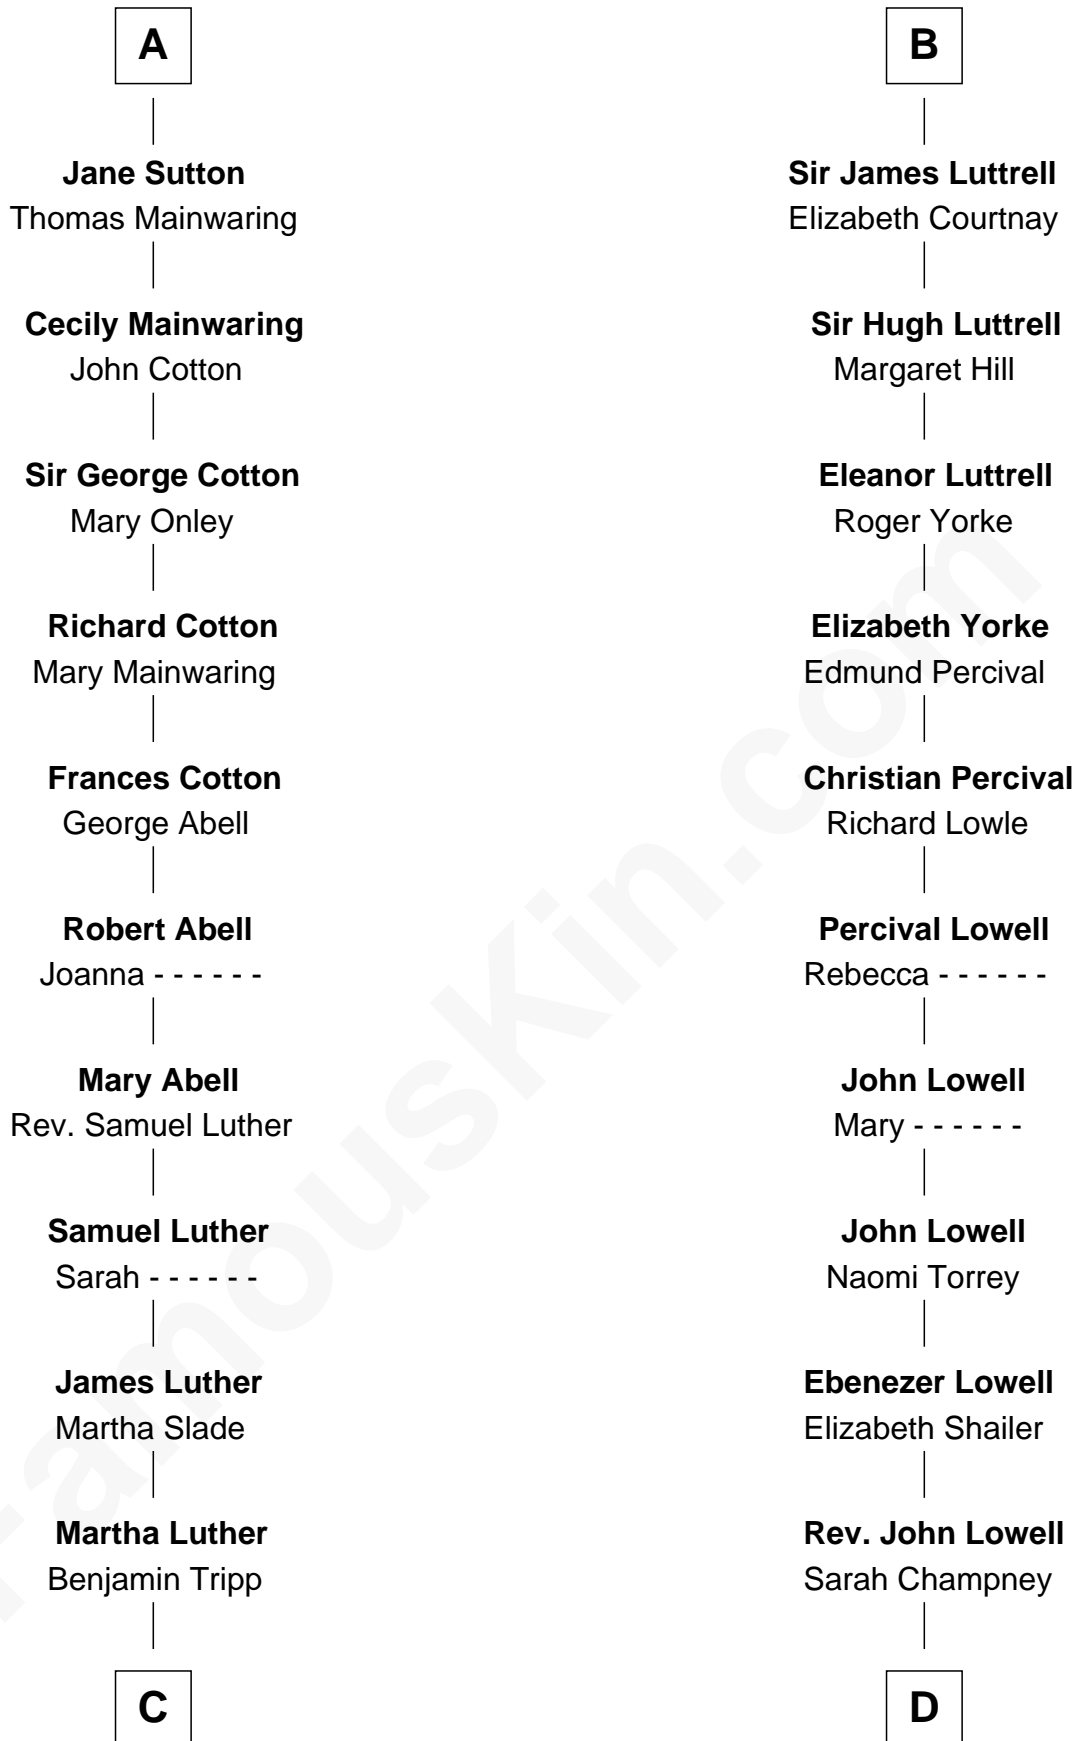 A
Jane Sutton
Thomas Mainwaring
Cecily Mainwaring
John Cotton
Sir George Cotton
Mary Onley
Richard Cotton
Mary Mainwaring
Frances Cotton
George Abell
Robert Abell
Joanna - - - - - -
Mary Abell
Rev. Samuel Luther
Samuel Luther
Sarah - - - - - -
James Luther
Martha Slade
Martha Luther
Benjamin Tripp
C
B
Sir James Luttrell
Elizabeth Courtnay
Sir Hugh Luttrell
Margaret Hill
Eleanor Luttrell
Roger Yorke
Elizabeth Yorke
Edmund Percival
Christian Percival
Richard Lowle
Percival Lowell
Rebecca - - - - - -
John Lowell
Mary - - - - - -
John Lowell
Naomi Torrey
Ebenezer Lowell
Elizabeth Shailer
Rev. John Lowell
Sarah Champney
D
FamousKin.com